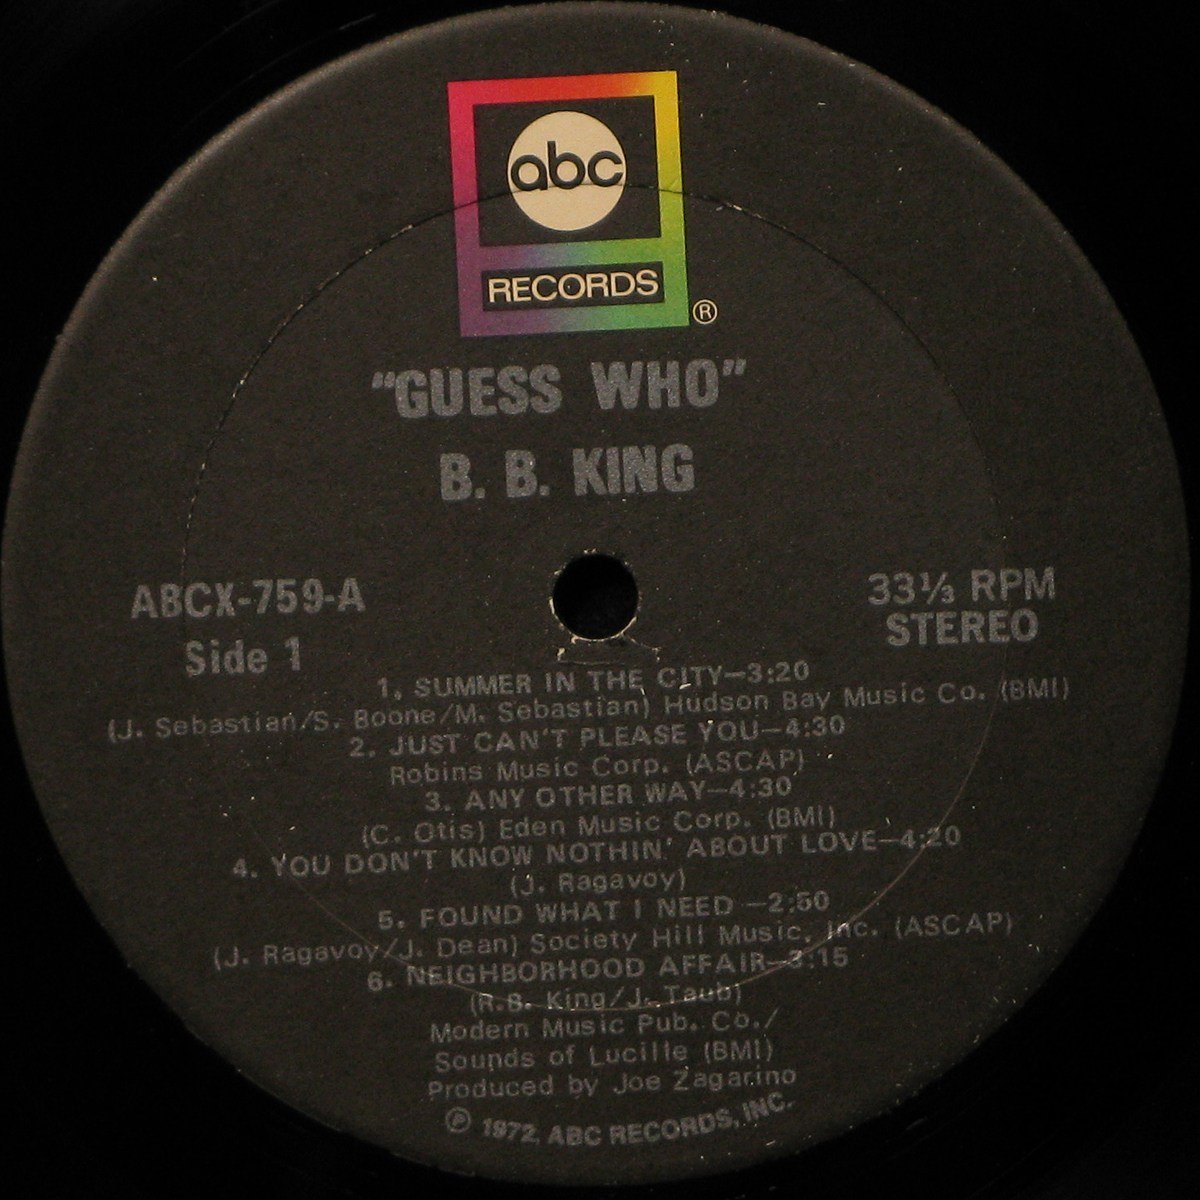 abc
RECORDS
®
"GUESS WHO"
B. B. KING
ABCX-759-A
Side 1
33⅓ RPM
STEREO
1. SUMMER IN THE CITY—3:20
(J. Sebastian/S. Boone/M. Sebastian) Hudson Bay Music Co. (BMI)
2. JUST CAN'T PLEASE YOU—4:30
Robins Music Corp. (ASCAP)
3. ANY OTHER WAY—4:30
(C. Otis) Eden Music Corp. (BMI)
4. YOU DON'T KNOW NOTHIN' ABOUT LOVE—4:20
(J. Ragavoy)
5. FOUND WHAT I NEED —2:50
(J. Ragavoy/J. Dean) Society Hill Music, Inc. (ASCAP)
6. NEIGHBORHOOD AFFAIR—3:15
(R.B. King/J. Taub)
Modern Music Pub. Co./
Sounds of Lucille (BMI)
Produced by Joe Zagarino
℗ 1972, ABC RECORDS, INC.